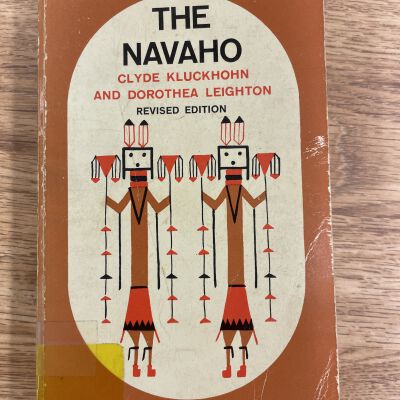 THE
NAVAHO
CLYDE KLUCKHOHN
AND DOROTHEA LEIGHTON
REVISED EDITION